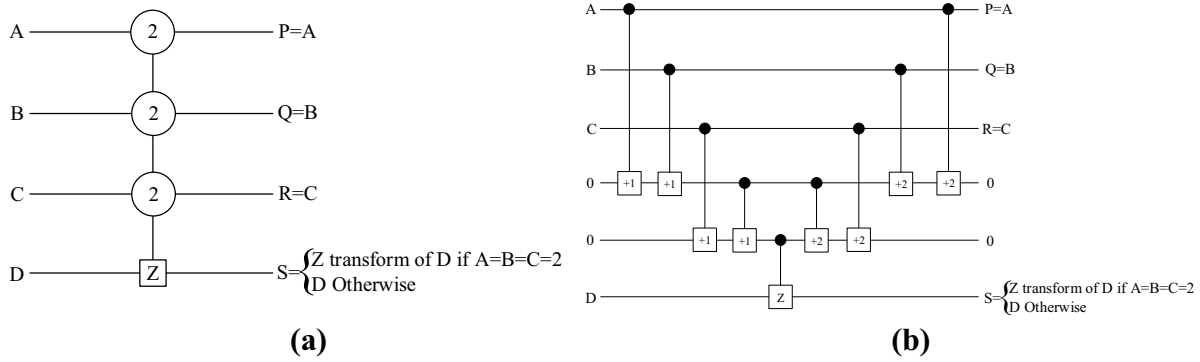 A 2 P=A
B 2 Q=B
C 2 R=C
D Z S={Z transform of D if A=B=C=2
D Otherwise
(a)
A P=A
B Q=B
C R=C
0 +1 +1 +2 +2 0
0 +1 +1 +2 +2 0
D Z S={Z transform of D if A=B=C=2
D Otherwise
(b)